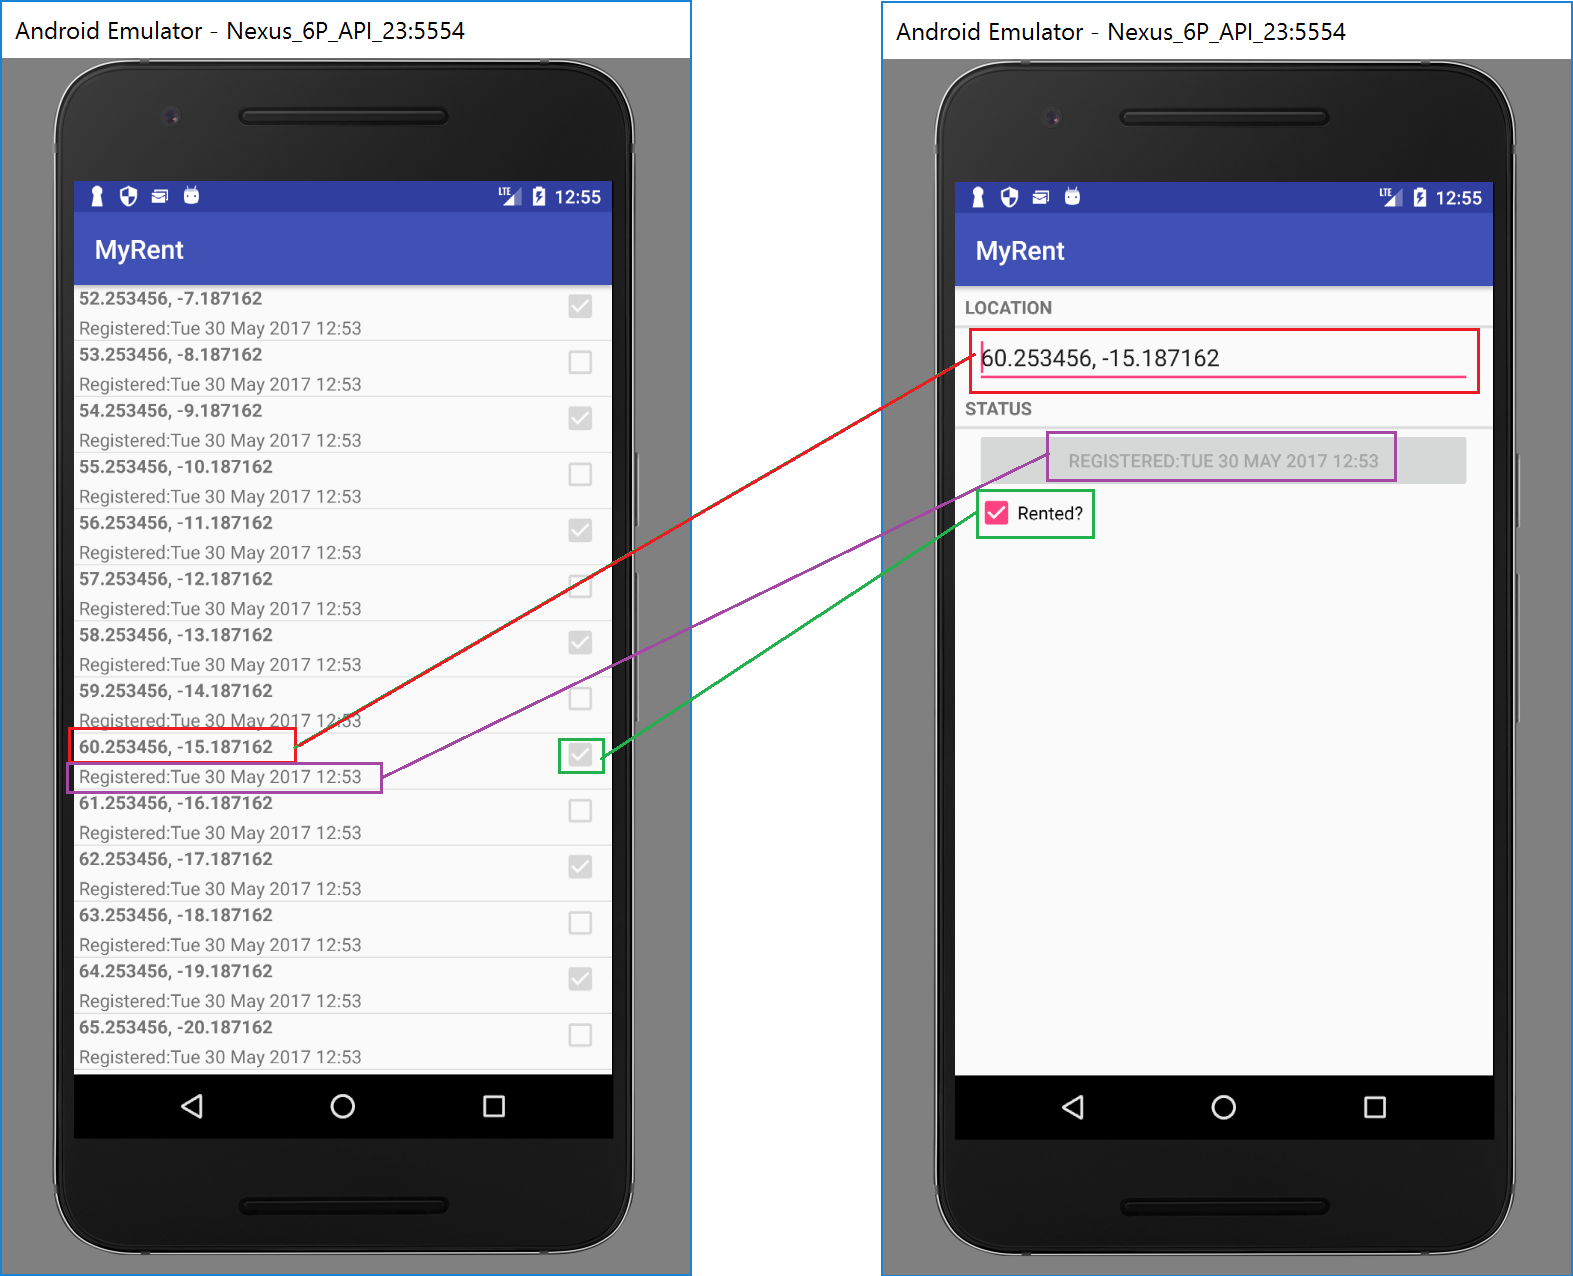 Android Emulator - Nexus_6P_API_23:5554
LTE 12:55
MyRent
52.253456, -7.187162
Registered:Tue 30 May 2017 12:53
53.253456, -8.187162
Registered:Tue 30 May 2017 12:53
54.253456, -9.187162
Registered:Tue 30 May 2017 12:53
55.253456, -10.187162
Registered:Tue 30 May 2017 12:53
56.253456, -11.187162
Registered:Tue 30 May 2017 12:53
57.253456, -12.187162
Registered:Tue 30 May 2017 12:53
58.253456, -13.187162
Registered:Tue 30 May 2017 12:53
59.253456, -14.187162
Registered:Tue 30 May 2017 12:53
60.253456, -15.187162
Registered:Tue 30 May 2017 12:53
61.253456, -16.187162
Registered:Tue 30 May 2017 12:53
62.253456, -17.187162
Registered:Tue 30 May 2017 12:53
63.253456, -18.187162
Registered:Tue 30 May 2017 12:53
64.253456, -19.187162
Registered:Tue 30 May 2017 12:53
65.253456, -20.187162
Registered:Tue 30 May 2017 12:53
Android Emulator - Nexus_6P_API_23:5554
LTE 12:55
MyRent
LOCATION
60.253456, -15.187162
STATUS
REGISTERED:TUE 30 MAY 2017 12:53
Rented?